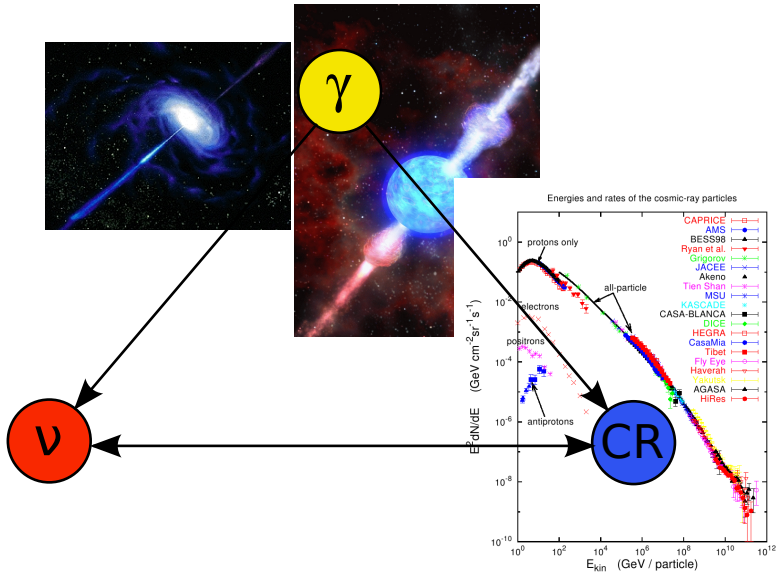 γ
Energies and rates of the cosmic-ray particles
CAPRICE
AMS
BESS98
Ryan et al.
Grigorov
JACEE
Akeno
Tien Shan
MSU
KASCADE
CASA-BLANCA
DICE
HEGRA
CasaMia
Tibet
Fly Eye
Haverah
Yakutsk
AGASA
HiRes
protons only
all-particle
electrons
positrons
antiprotons
E²dN/dE (GeV cm⁻²sr⁻¹s⁻¹)
10⁰
10⁻²
10⁻⁴
10⁻⁶
10⁻⁸
10⁻¹⁰
10⁰ 10² 10⁴ 10⁶ 10⁸ 10¹⁰ 10¹²
Eₖᵢₙ (GeV / particle)
ν
CR